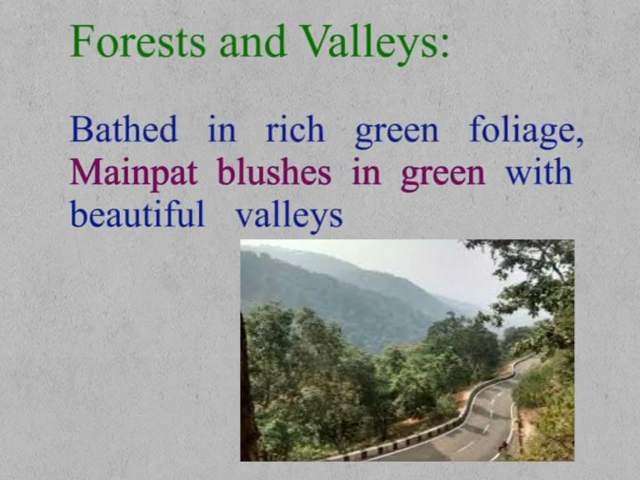 Forests and Valleys:
Bathed in rich green foliage,
Mainpat blushes in green with
beautiful valleys